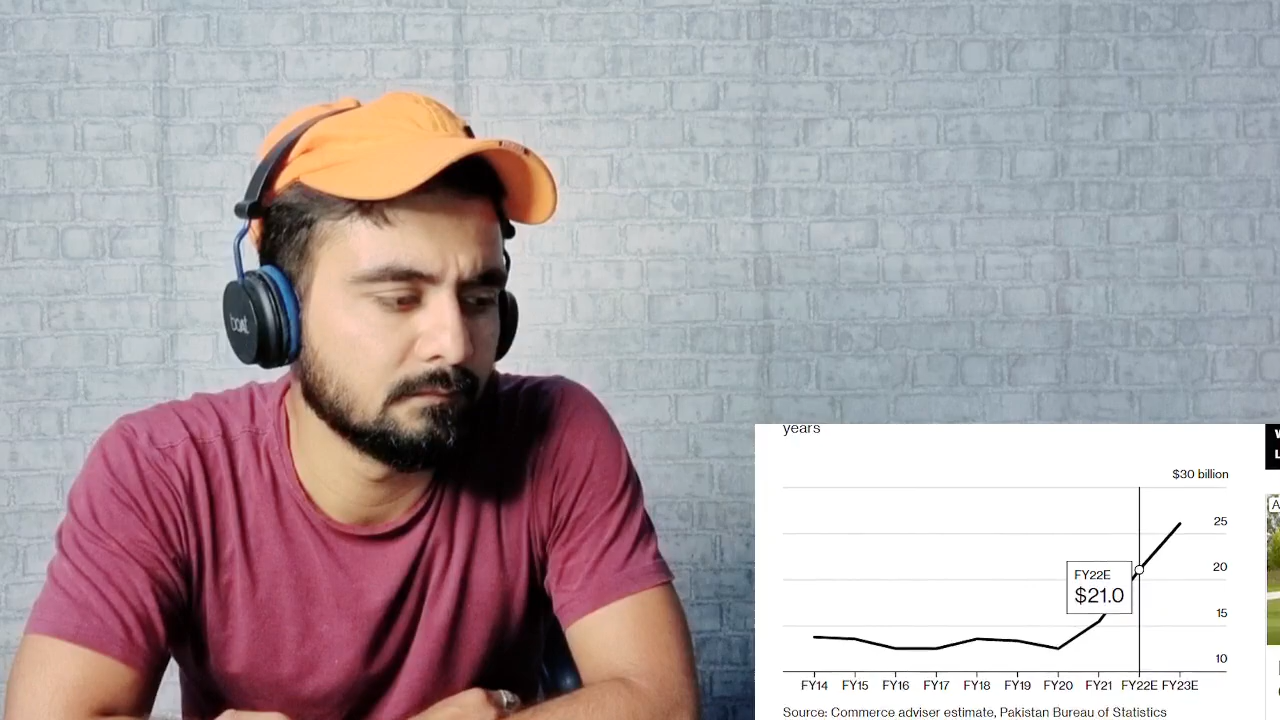 boat
years
$30 billion
25
20
15
10
FY22E
$21.0
FY14 FY15 FY16 FY17 FY18 FY19 FY20 FY21 FY22E FY23E
Source: Commerce adviser estimate, Pakistan Bureau of Statistics